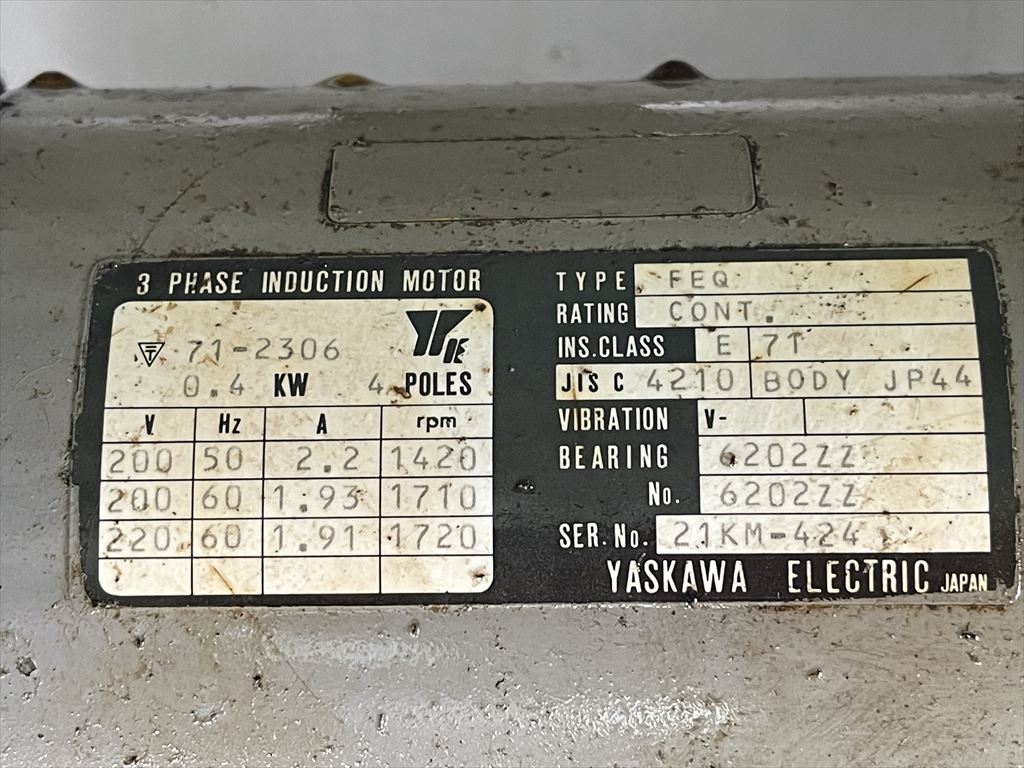 3 PHASE INDUCTION MOTOR
71-2306
0.4 KW 4 POLES
V Hz A rpm
200 50 2.2 1420
200 60 1.93 1710
220 60 1.91 1720
TYPE FEQ
RATING CONT.
INS.CLASS E 7T
JIS C 4210 BODY JP44
VIBRATION V-
BEARING 6202ZZ
No. 6202ZZ
SER.No. 21KM-424
YASKAWA ELECTRIC JAPAN